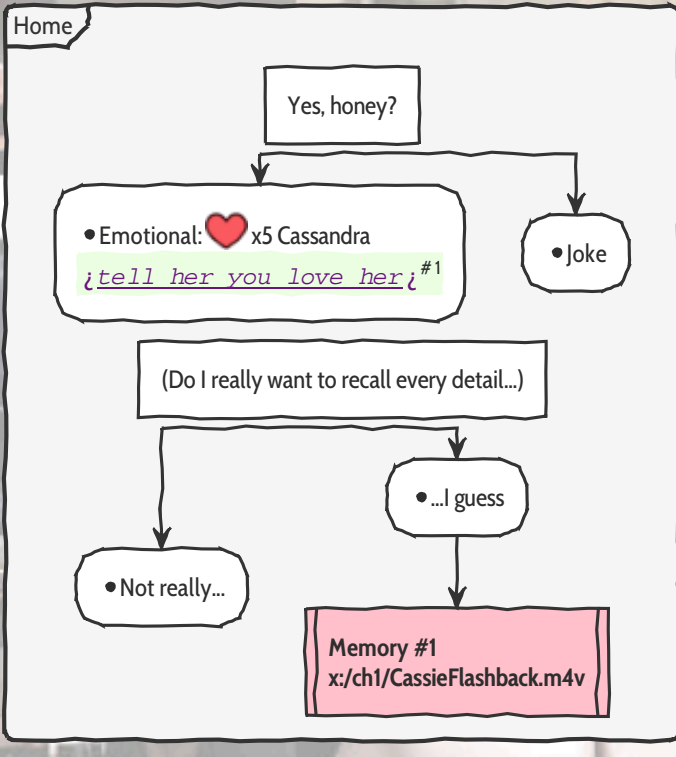 Home
Yes, honey?
•Emotional: x5 Cassandra
¿tell her you love her¿#1
•Joke
(Do I really want to recall every detail...)
•...I guess
•Not really...
Memory #1
x:/ch1/CassieFlashback.m4v